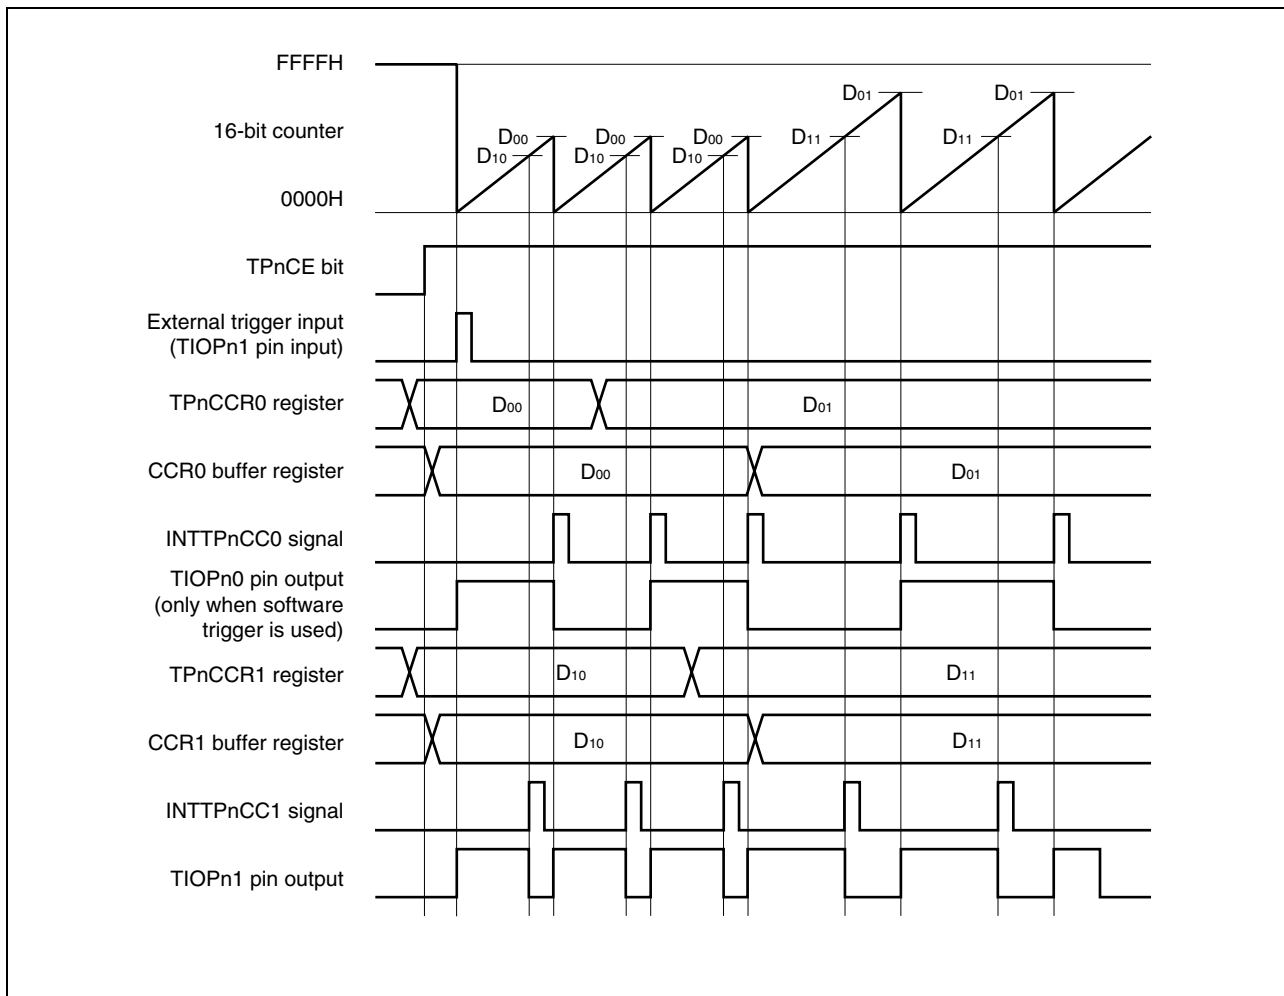 FFFFH
16-bit counter
0000H
D01
D01
D00
D00
D00
D11
D11
D10
D10
D10
TPnCE bit
External trigger input
(TIOPn1 pin input)
TPnCCR0 register
D00
D01
CCR0 buffer register
D00
D01
INTTPnCC0 signal
TIOPn0 pin output
(only when software
trigger is used)
TPnCCR1 register
D10
D11
CCR1 buffer register
D10
D11
INTTPnCC1 signal
TIOPn1 pin output